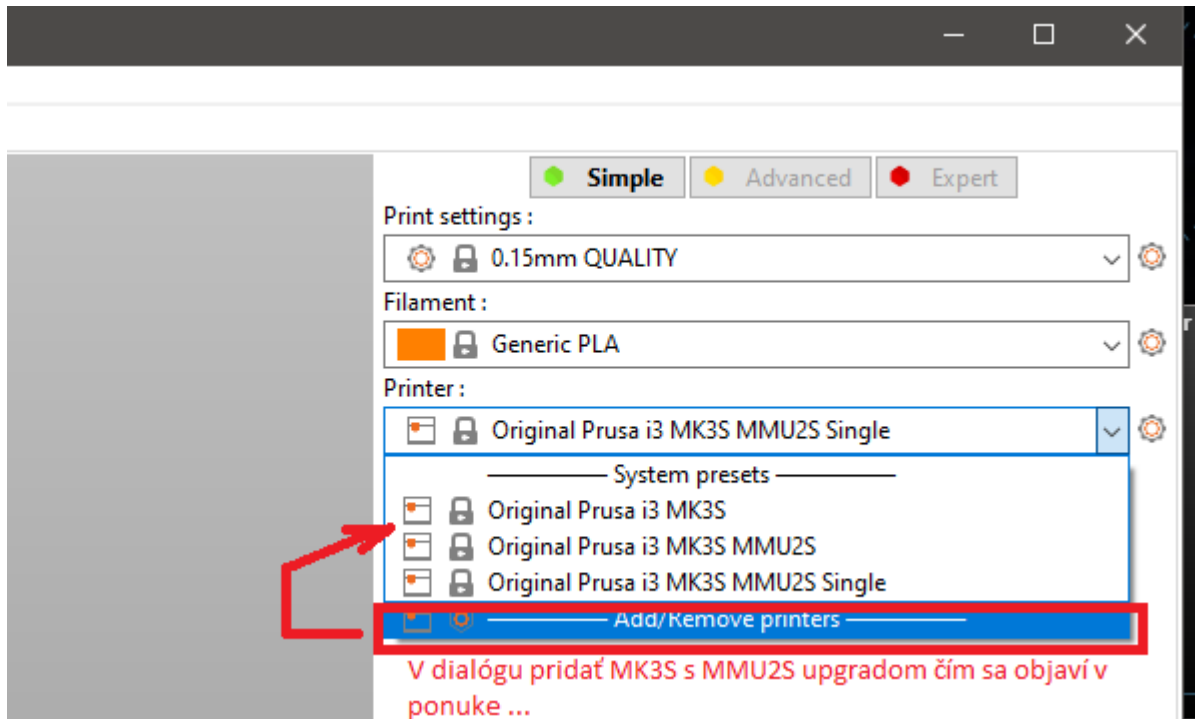 Simple Advanced Expert
Print settings :
0.15mm QUALITY
Filament :
Generic PLA
Printer :
Original Prusa i3 MK3S MMU2S Single
System presets
Original Prusa i3 MK3S
Original Prusa i3 MK3S MMU2S
Original Prusa i3 MK3S MMU2S Single
Add/Remove printers
V dialógu pridať MK3S s MMU2S upgradom čím sa objaví v
ponuke ...